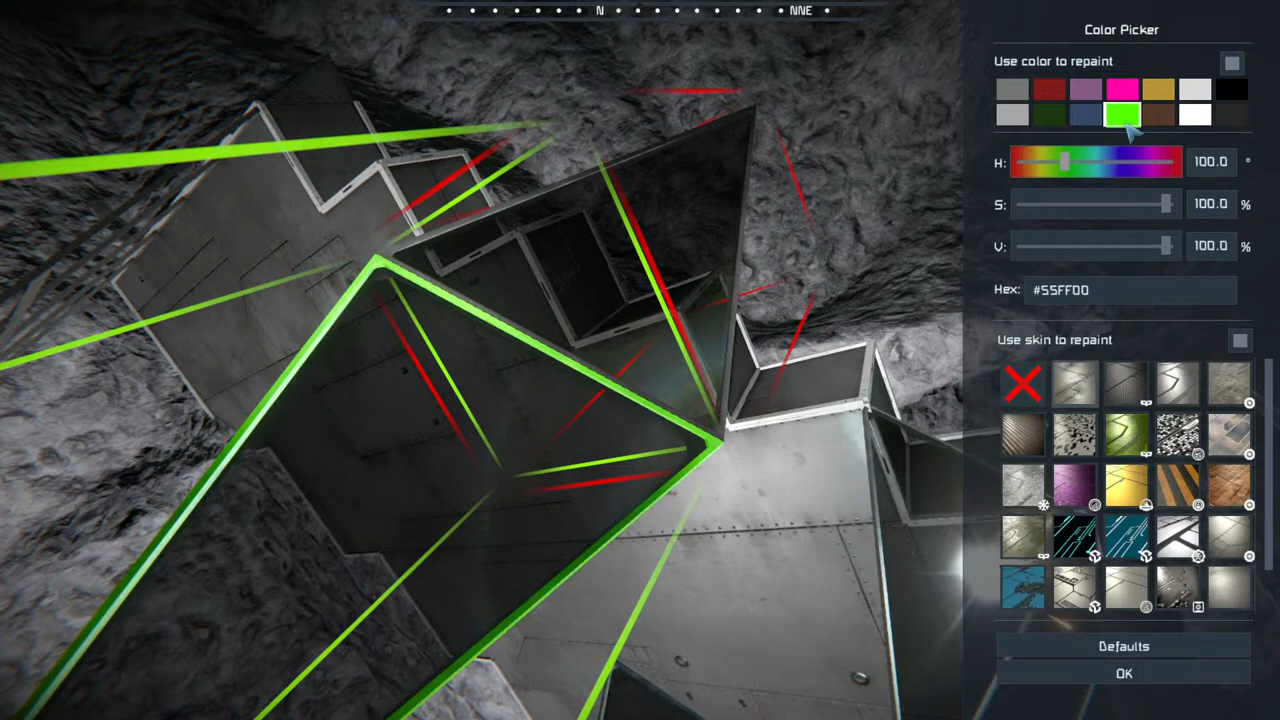 N
NNE
Color Picker
Use color to repaint
H: 100.0 °
S: 100.0 %
V: 100.0 %
Hex: #55FF00
Use skin to repaint
Defaults
OK